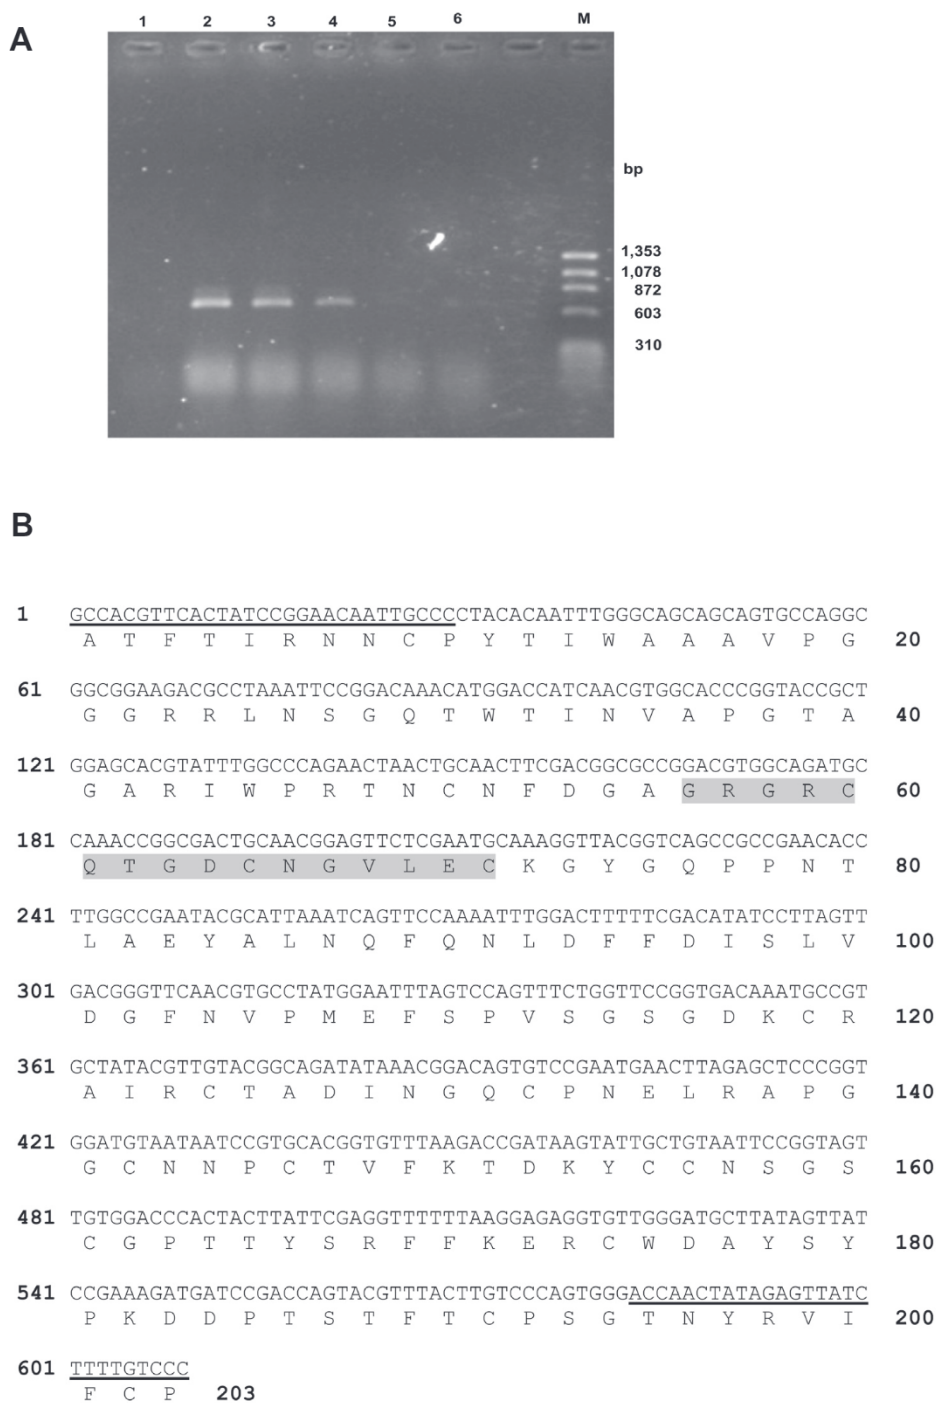 A
1 2 3 4 5 6 M
bp
1,353
1,078
872
603
310
B
1 GCCACGTTCACTATCCGGAACAATTGCCCCTACACAATTTGGGCAGCAGCAGTGCCAGGC
A T F T I R N N C P Y T I W A A A V P G 20
61 GGCGGAAGACGCCTAAATTCCGGACAAACATGGACCATCAACGTGGCACCCGGTACCGCT
G G R R L N S G Q T W T I N V A P G T A 40
121 GGAGCACGTATTTGGCCCAGAACTAACTGCAACTTCGACGGCGCCGGACGTGGCAGATGC
G A R I W P R T N C N F D G A G R G R C 60
181 CAAACCGGCGACTGCAACGGAGTTCTCGAATGCAAAGGTTACGGTCAGCCGCCGAACACC
Q T G D C N G V L E C K G Y G Q P P N T 80
241 TTGGCCGAATACGCATTAAATCAGTTCCAAAATTTGGACTTTTTCGACATATCCTTAGTT
L A E Y A L N Q F Q N L D F F D I S L V 100
301 GACGGGTTCAACGTGCCTATGGAATTTAGTCCAGTTTCTGGTTCCGGTGACAAATGCCGT
D G F N V P M E F S P V S G S G D K C R 120
361 GCTATACGTTGTACGGCAGATATAAACGGACAGTGTCCGAATGAACTTAGAGCTCCCGGT
A I R C T A D I N G Q C P N E L R A P G 140
421 GGATGTAATAATCCGTGCACGGTGTTTAAGACCGATAAGTATTGCTGTAATTCCGGTAGT
G C N N P C T V F K T D K Y C C N S G S 160
481 TGTGGACCCACTACTTATTCGAGGTTTTTTAAGGAGAGGTGTTGGGATGCTTATAGTTAT
C G P T T Y S R F F K E R C W D A Y S Y 180
541 CCGAAAGATGATCCGACCAGTACGTTTACTTGTCCCAGTGGGACCAACTATAGAGTTATC
P K D D P T S T F T C P S G T N Y R V I 200
601 TTTTGTCCC
F C P 203